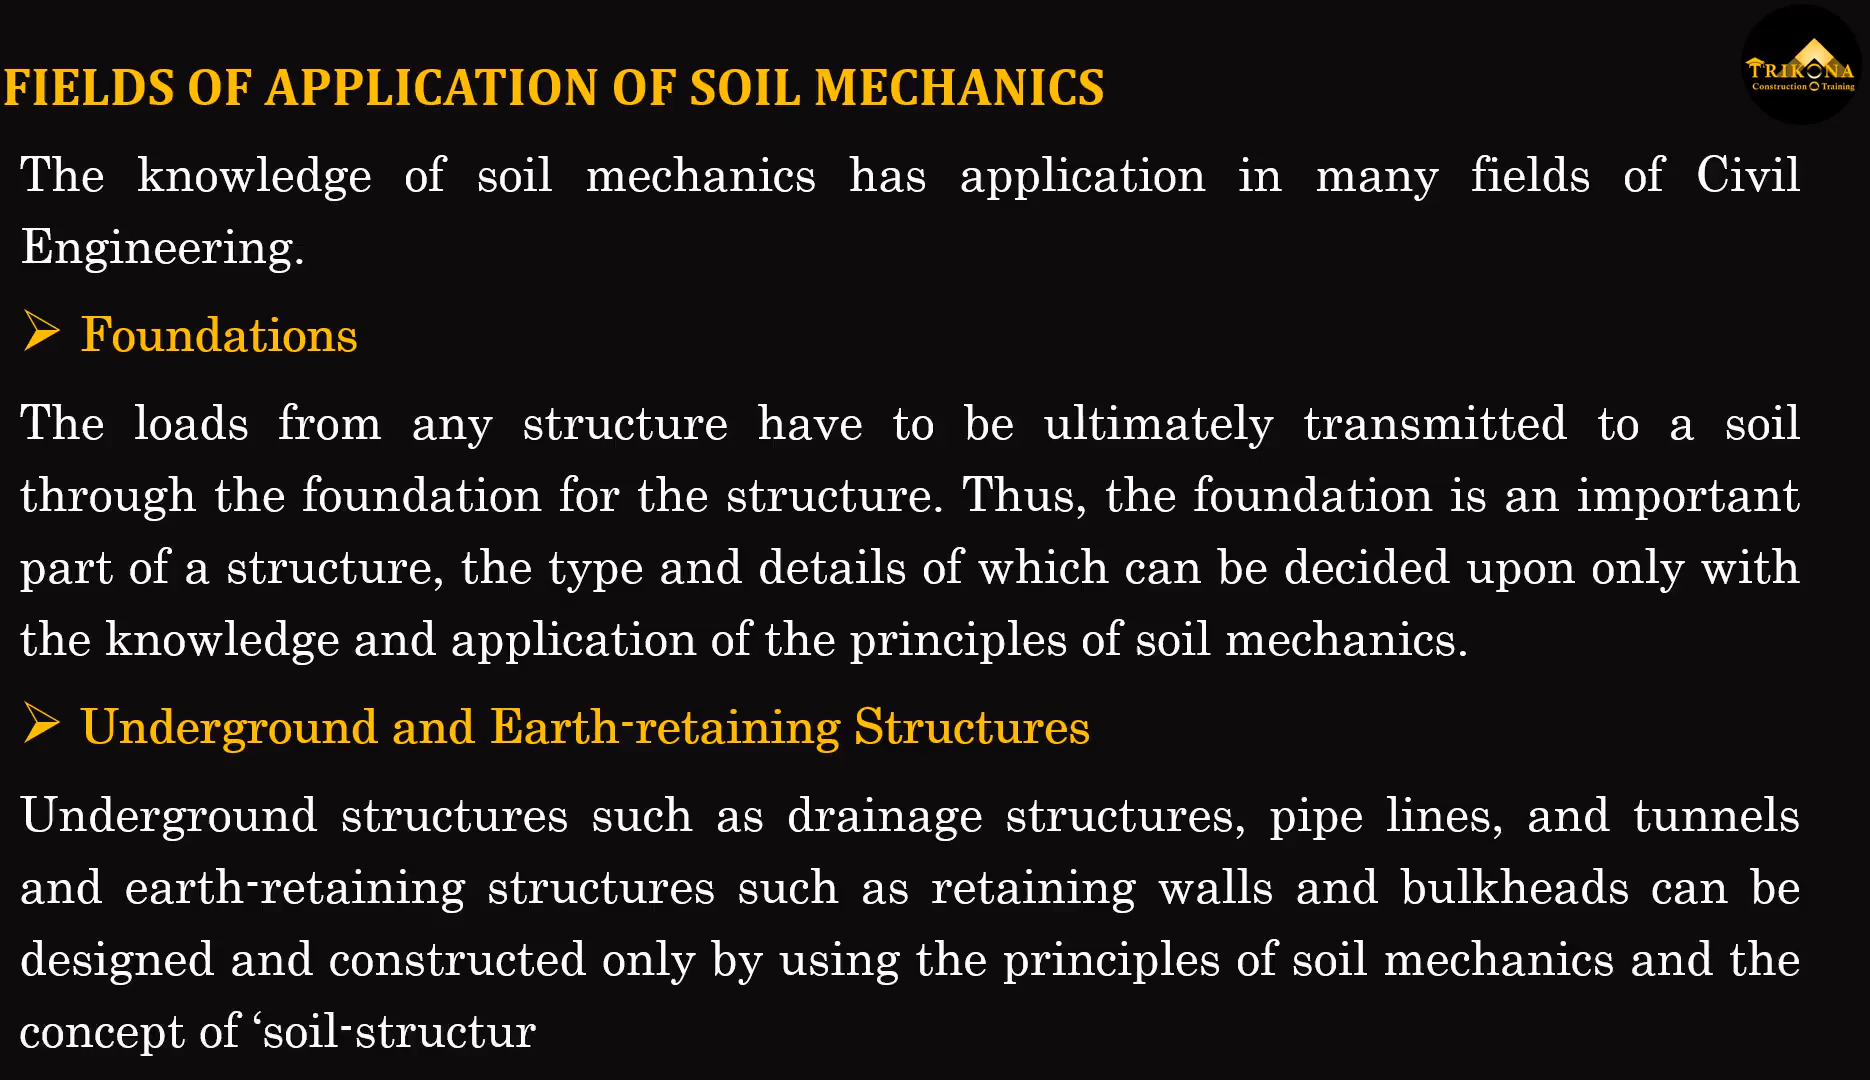 FIELDS OF APPLICATION OF SOIL MECHANICS
TRIKONA
Construction Training
The knowledge of soil mechanics has application in many fields of Civil
Engineering.
➢ Foundations
The loads from any structure have to be ultimately transmitted to a soil
through the foundation for the structure. Thus, the foundation is an important
part of a structure, the type and details of which can be decided upon only with
the knowledge and application of the principles of soil mechanics.
➢ Underground and Earth-retaining Structures
Underground structures such as drainage structures, pipe lines, and tunnels
and earth-retaining structures such as retaining walls and bulkheads can be
designed and constructed only by using the principles of soil mechanics and the
concept of ‘soil-structur